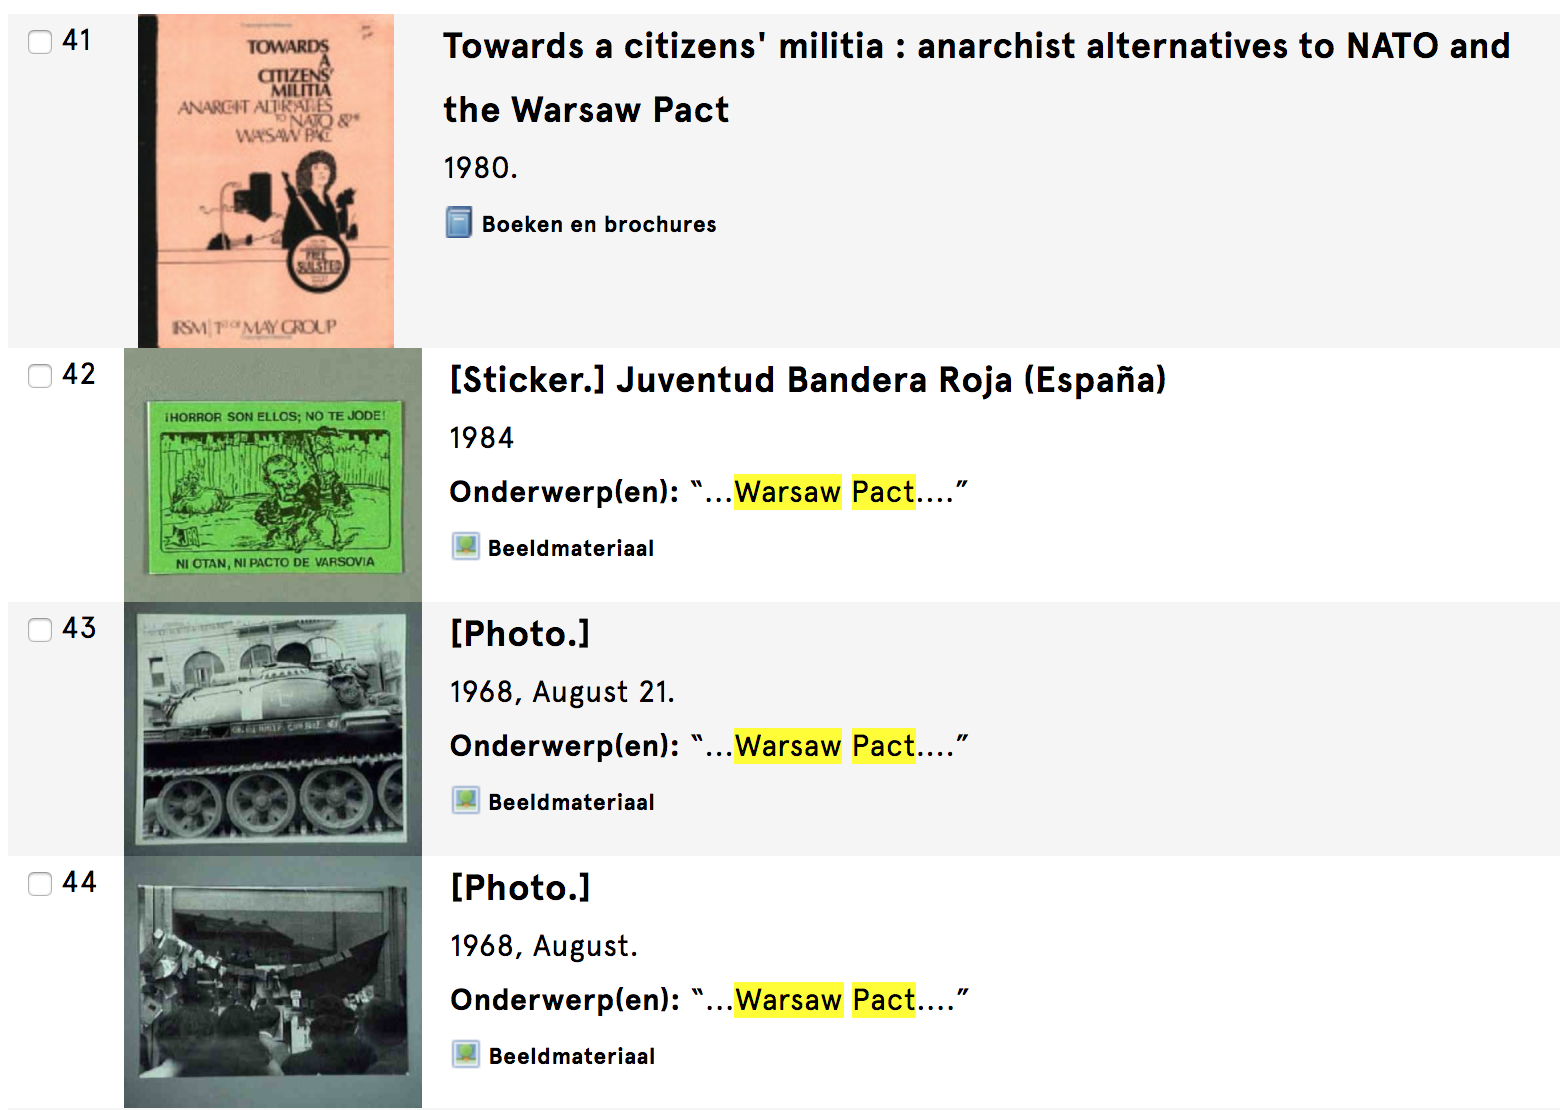 41
TOWARDS
A
CITIZENS'
MILITIA
ANARCHIST ALTERNATIVES
TO NATO & THE
WARSAW PACT
FREE
IRSM | 1ST OF MAY GROUP
Towards a citizens' militia : anarchist alternatives to NATO and
the Warsaw Pact
1980.
Boeken en brochures
42
¡HORROR SON ELLOS; NO TE JODE!
NI OTAN, NI PACTO DE VARSOVIA
[Sticker.] Juventud Bandera Roja (España)
1984
Onderwerp(en): “...Warsaw Pact....”
Beeldmateriaal
43
[Photo.]
1968, August 21.
Onderwerp(en): “...Warsaw Pact....”
Beeldmateriaal
44
[Photo.]
1968, August.
Onderwerp(en): “...Warsaw Pact....”
Beeldmateriaal